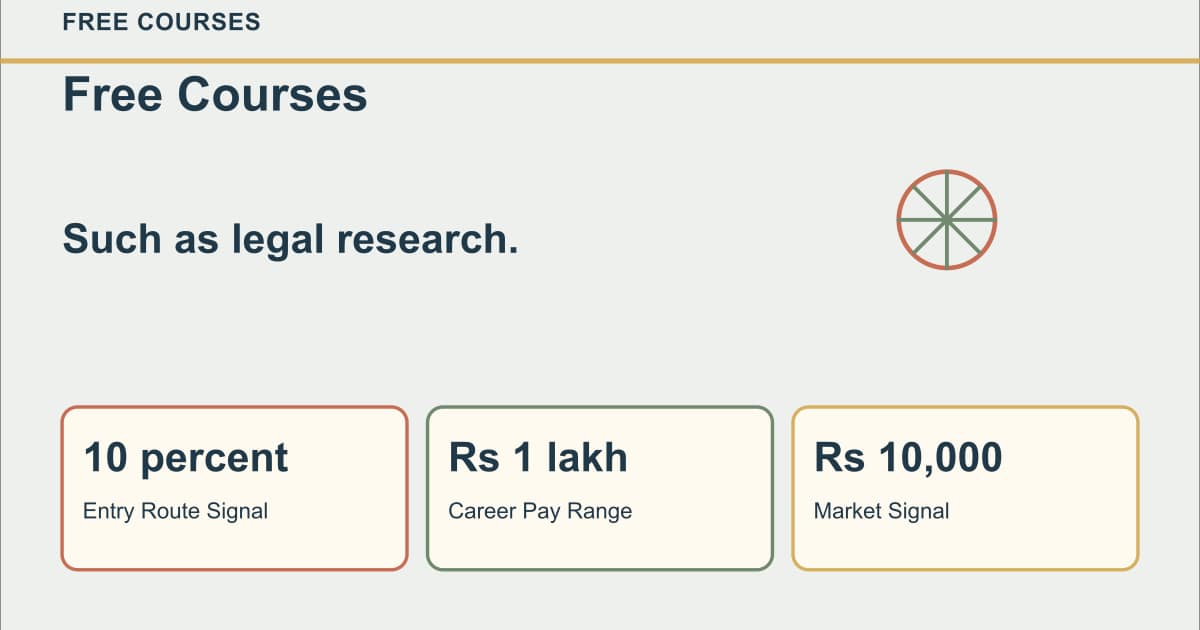 FREE COURSES
Free Courses
Such as legal research.
10 percent
Entry Route Signal
Rs 1 lakh
Career Pay Range
Rs 10,000
Market Signal